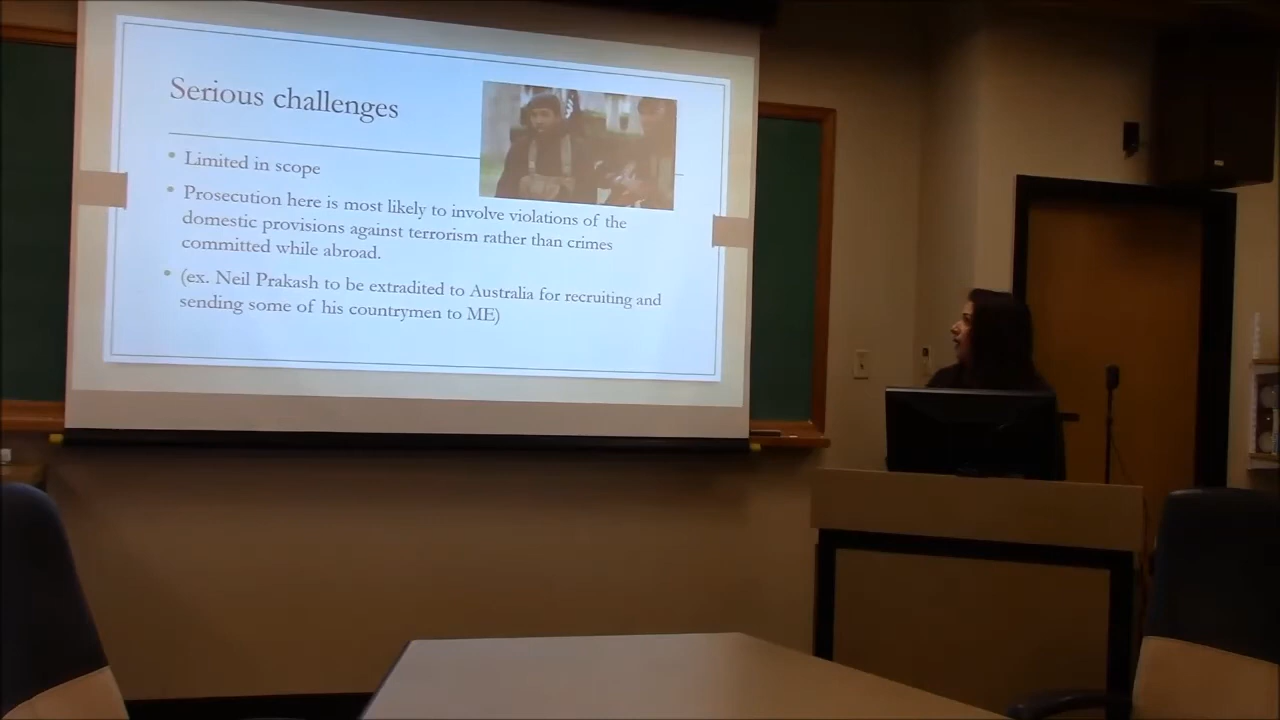 Serious challenges
Limited in scope
Prosecution here is most likely to involve violations of the
domestic provisions against terrorism rather than crimes
committed while abroad.
(ex. Neil Prakash to be extradited to Australia for recruiting and
sending some of his countrymen to ME)